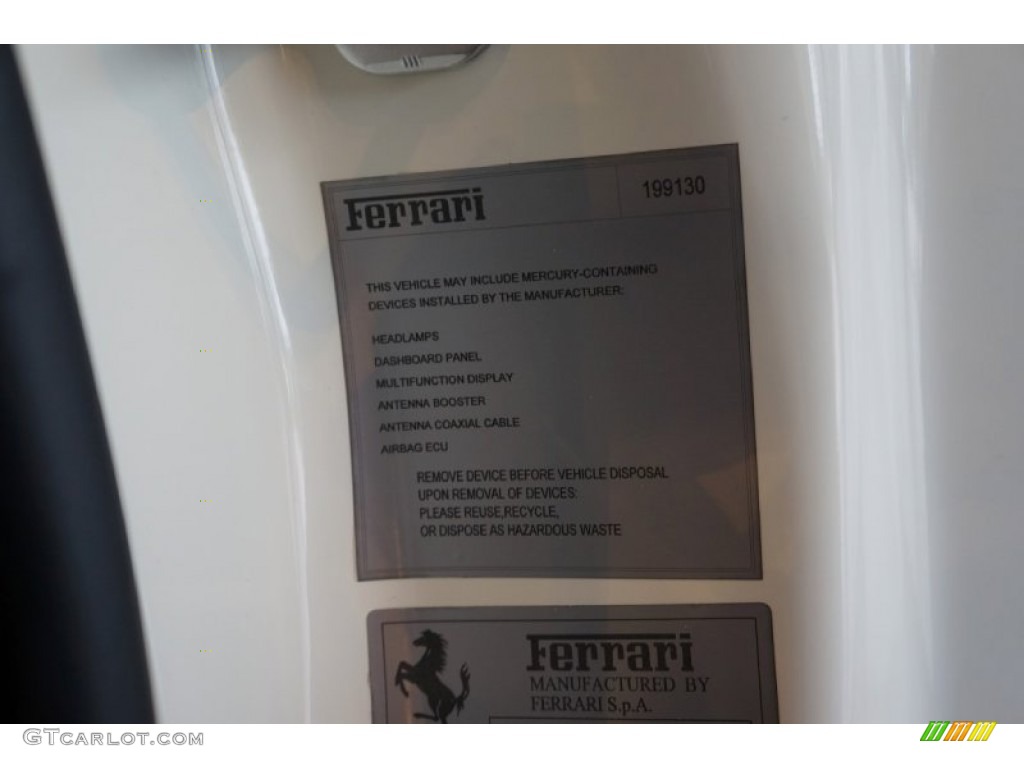 Ferrari 199130
THIS VEHICLE MAY INCLUDE MERCURY-CONTAINING
DEVICES INSTALLED BY THE MANUFACTURER:
HEADLAMPS
DASHBOARD PANEL
MULTIFUNCTION DISPLAY
ANTENNA BOOSTER
ANTENNA COAXIAL CABLE
AIRBAG ECU
REMOVE DEVICE BEFORE VEHICLE DISPOSAL
UPON REMOVAL OF DEVICES:
PLEASE REUSE,RECYCLE,
OR DISPOSE AS HAZARDOUS WASTE
Ferrari
MANUFACTURED BY
FERRARI S.p.A.
GTCARLOT.COM